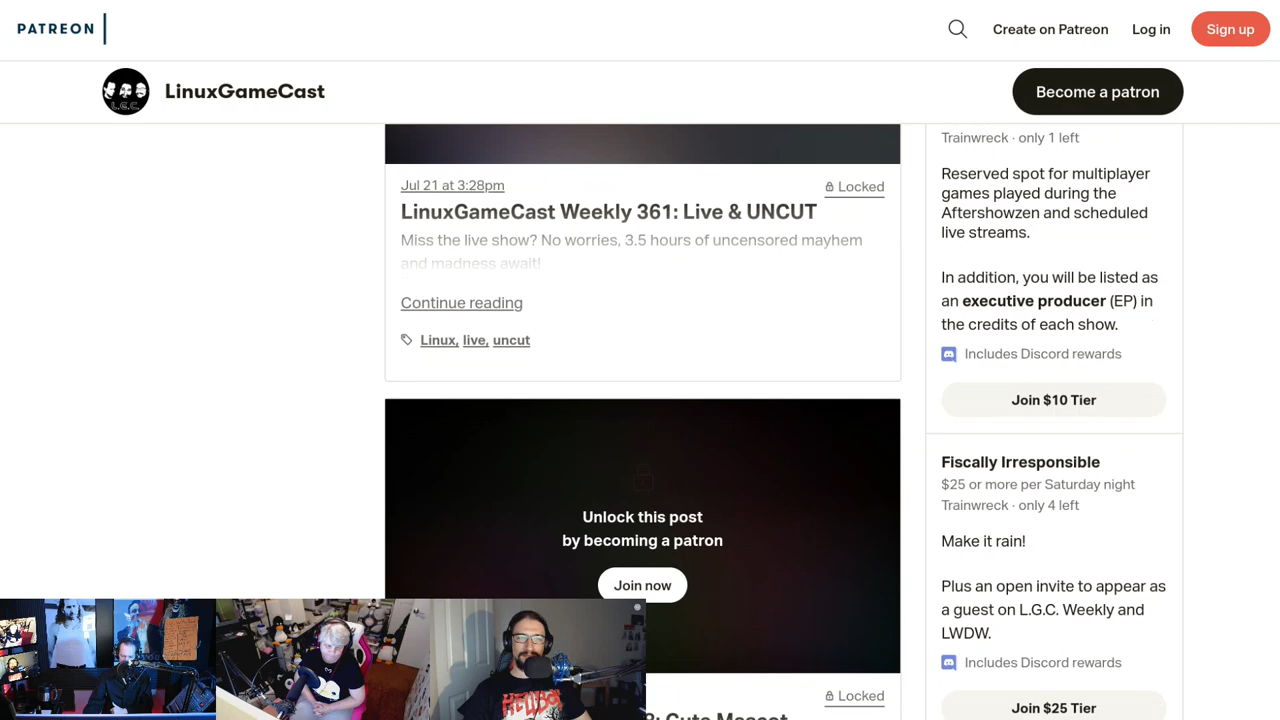 PATREON
Create on Patreon
Log in
Sign up
L.G.C.
LinuxGameCast
Become a patron
Jul 21 at 3:28pm
Locked
LinuxGameCast Weekly 361: Live & UNCUT
Miss the live show? No worries, 3.5 hours of uncensored mayhem
and madness await!
Continue reading
Linux, live, uncut
Unlock this post
by becoming a patron
Join now
Locked
Cute Mascot
Trainwreck · only 1 left
Reserved spot for multiplayer
games played during the
Aftershowzen and scheduled
live streams.
In addition, you will be listed as
an executive producer (EP) in
the credits of each show.
Includes Discord rewards
Join $10 Tier
Fiscally Irresponsible
$25 or more per Saturday night
Trainwreck · only 4 left
Make it rain!
Plus an open invite to appear as
a guest on L.G.C. Weekly and
LWDW.
Includes Discord rewards
Join $25 Tier
HELLBOY